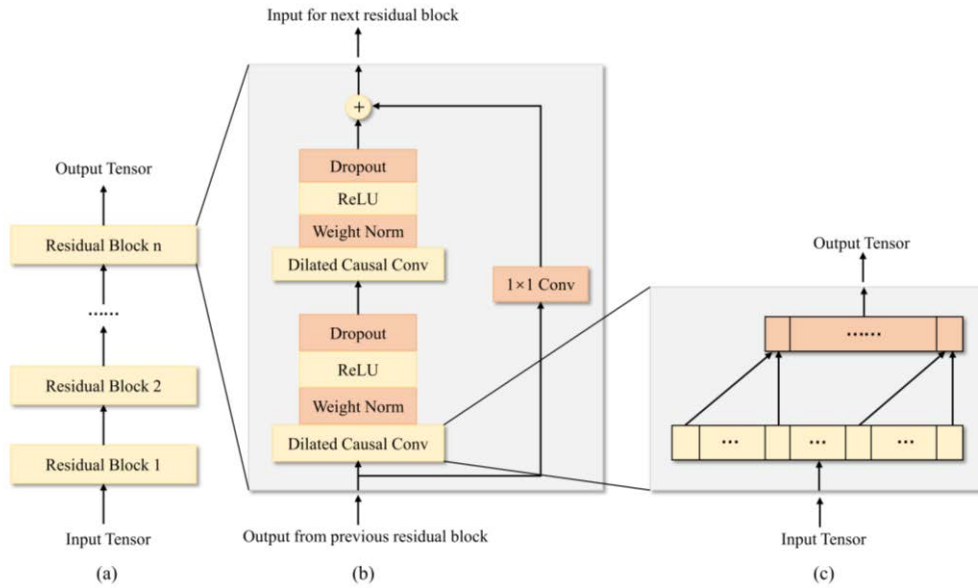 Output Tensor
Residual Block n
......
Residual Block 2
Residual Block 1
Input Tensor
(a)
Input for next residual block
+
Dropout
ReLU
Weight Norm
Dilated Causal Conv
1×1 Conv
Dropout
ReLU
Weight Norm
Dilated Causal Conv
Output from previous residual block
(b)
Output Tensor
......
... ... ...
Input Tensor
(c)